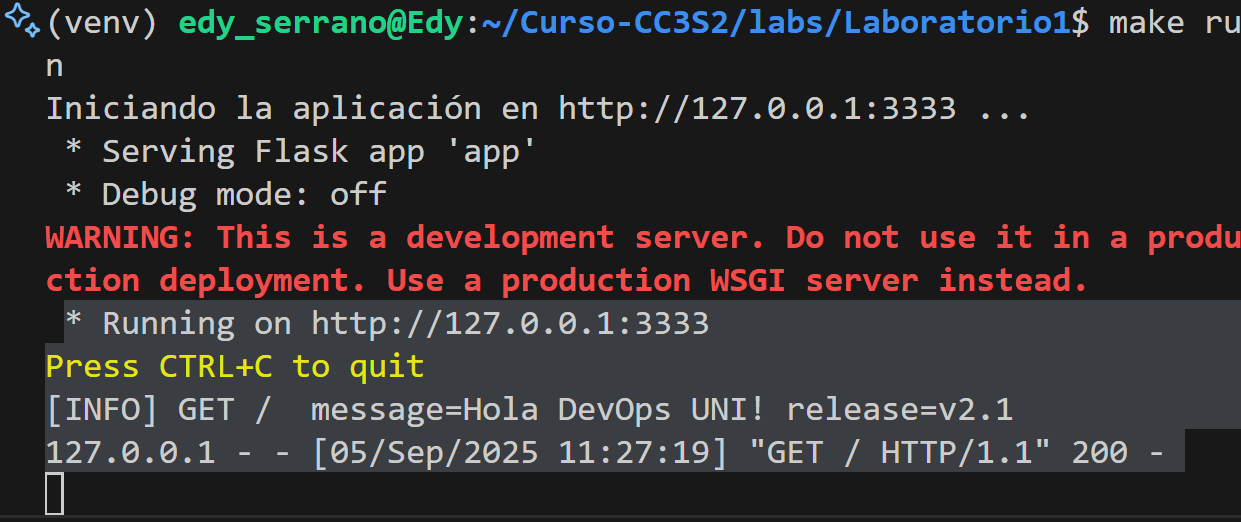 (venv) edy_serrano@Edy:~/Curso-CC3S2/labs/Laboratorio1$ make ru
n
Iniciando la aplicación en http://127.0.0.1:3333 ...
 * Serving Flask app 'app'
 * Debug mode: off
WARNING: This is a development server. Do not use it in a produ
ction deployment. Use a production WSGI server instead.
 * Running on http://127.0.0.1:3333
Press CTRL+C to quit
[INFO] GET /  message=Hola DevOps UNI! release=v2.1
127.0.0.1 - - [05/Sep/2025 11:27:19] "GET / HTTP/1.1" 200 -